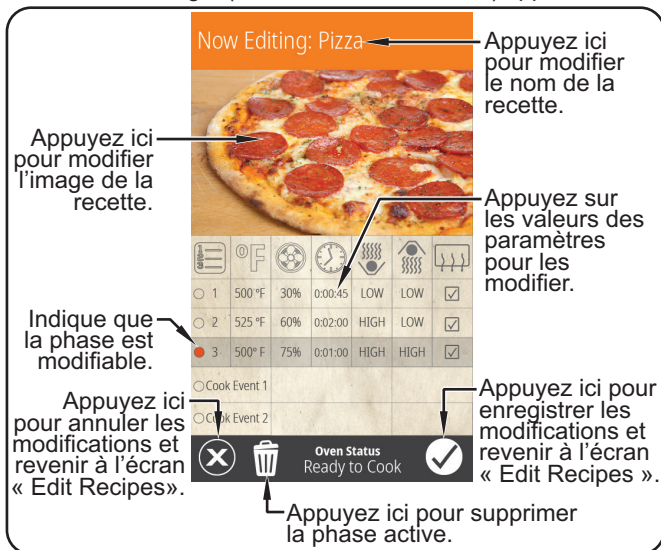 Now Editing: Pizza
Appuyez ici
pour modifier
le nom de la
recette.
Appuyez ici
pour modifier
l'image de la
recette.
Appuyez sur
les valeurs des
paramètres
pour les
modifier.
°F
1 500 °F 30% 0:00:45 LOW LOW
2 525 °F 60% 0:02:00 HIGH LOW
3 500° F 75% 0:01:00 HIGH HIGH
Indique que
la phase est
modifiable.
Cook Event 1
Cook Event 2
Appuyez ici
pour annuler les
modifications et
revenir à l'écran
« Edit Recipes».
Appuyez ici pour
enregistrer les
modifications et
revenir à l'écran
« Edit Recipes ».
Oven Status
Ready to Cook
Appuyez ici pour supprimer
la phase active.